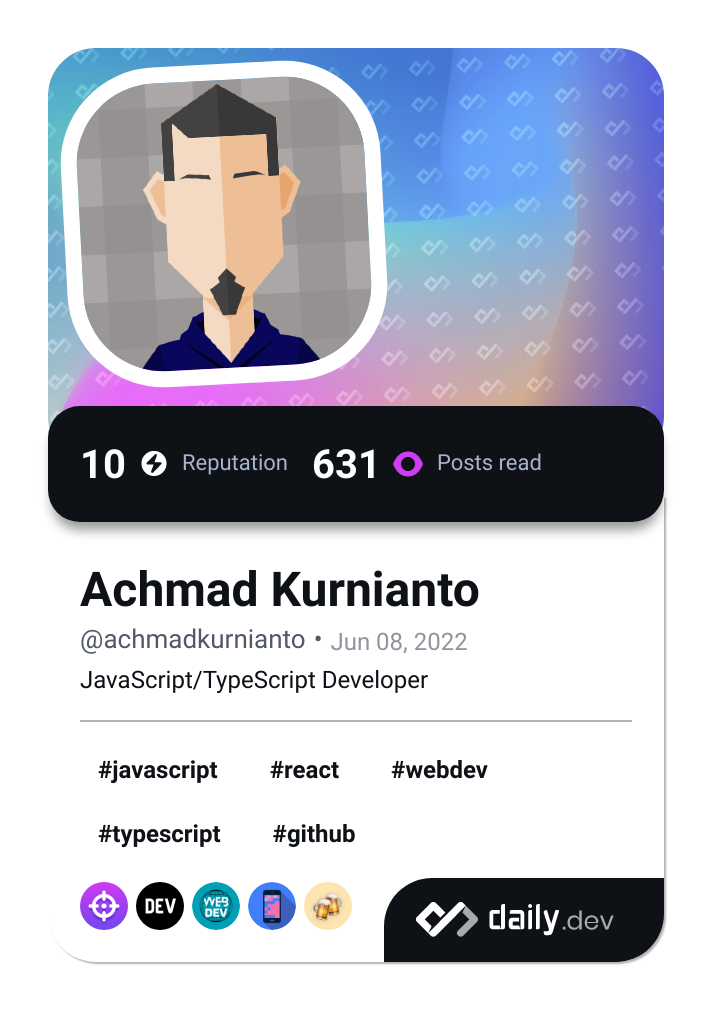 10 Reputation 631 Posts read
Achmad Kurnianto
@achmadkurnianto • Jun 08, 2022
JavaScript/TypeScript Developer
#javascript #react #webdev
#typescript #github
DEV WEB DEV daily.dev